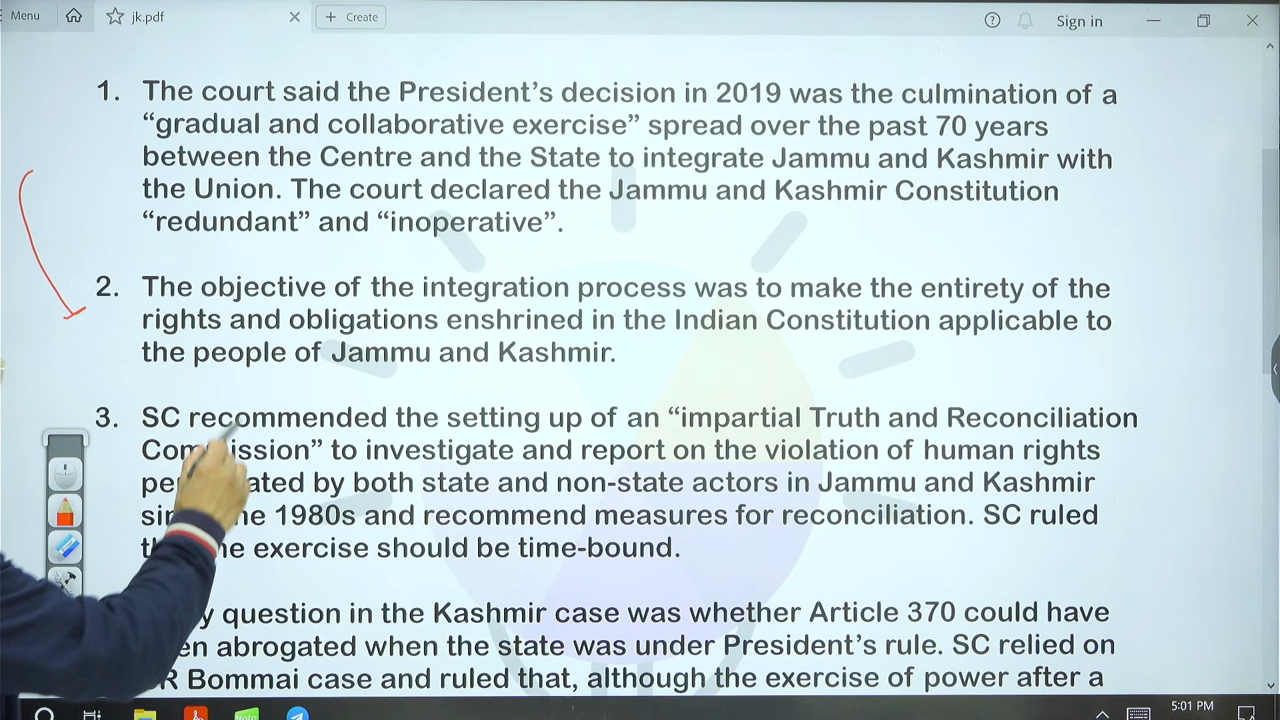 Menu
jk.pdf
+ Create
Sign in
1. The court said the President's decision in 2019 was the culmination of a
“gradual and collaborative exercise” spread over the past 70 years
between the Centre and the State to integrate Jammu and Kashmir with
the Union. The court declared the Jammu and Kashmir Constitution
“redundant” and “inoperative”.
2. The objective of the integration process was to make the entirety of the
rights and obligations enshrined in the Indian Constitution applicable to
the people of Jammu and Kashmir.
3. SC recommended the setting up of an “impartial Truth and Reconciliation
to investigate and report on the violation of human rights
by both state and non-state actors in Jammu and Kashmir
1980s and recommend measures for reconciliation. SC ruled
exercise should be time-bound.
question in the Kashmir case was whether Article 370 could have
abrogated when the state was under President's rule. SC relied on
Bommai case and ruled that, although the exercise of power after a
5:01 PM